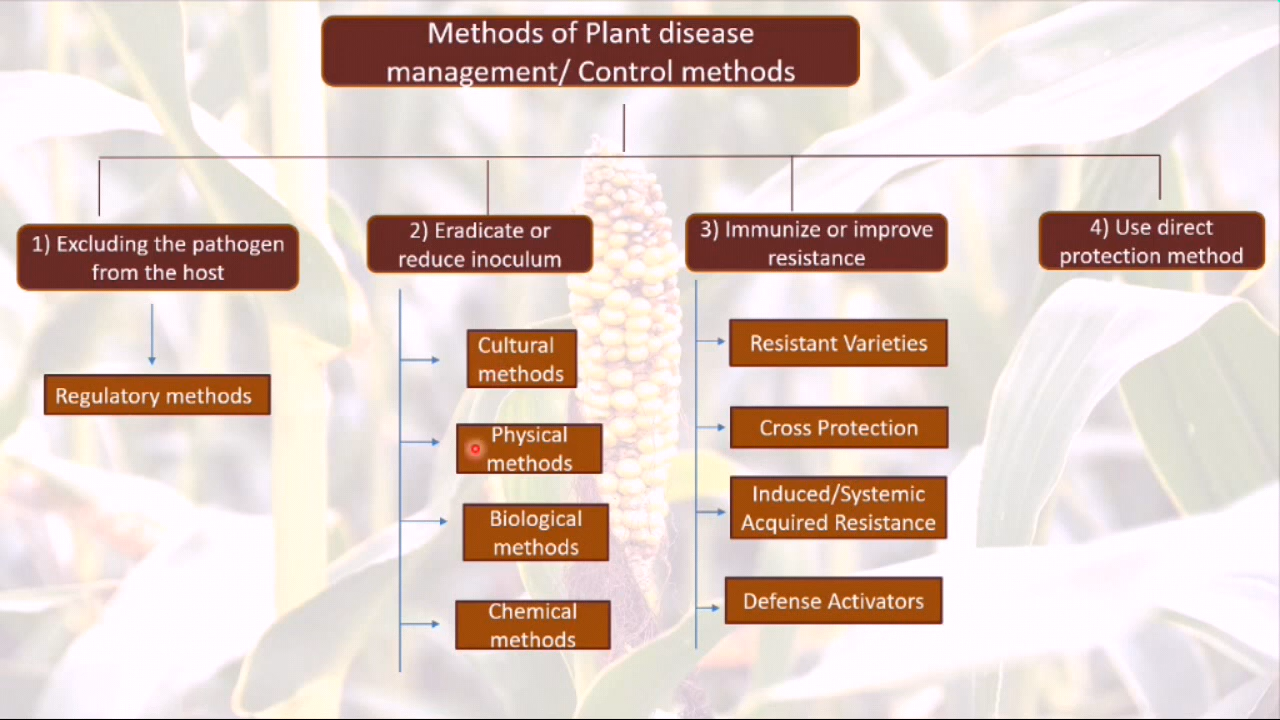 Methods of Plant disease
management/ Control methods
1) Excluding the pathogen
from the host
Regulatory methods
2) Eradicate or
reduce inoculum
Cultural
methods
Physical
methods
Biological
methods
Chemical
methods
3) Immunize or improve
resistance
Resistant Varieties
Cross Protection
Induced/Systemic
Acquired Resistance
Defense Activators
4) Use direct
protection method